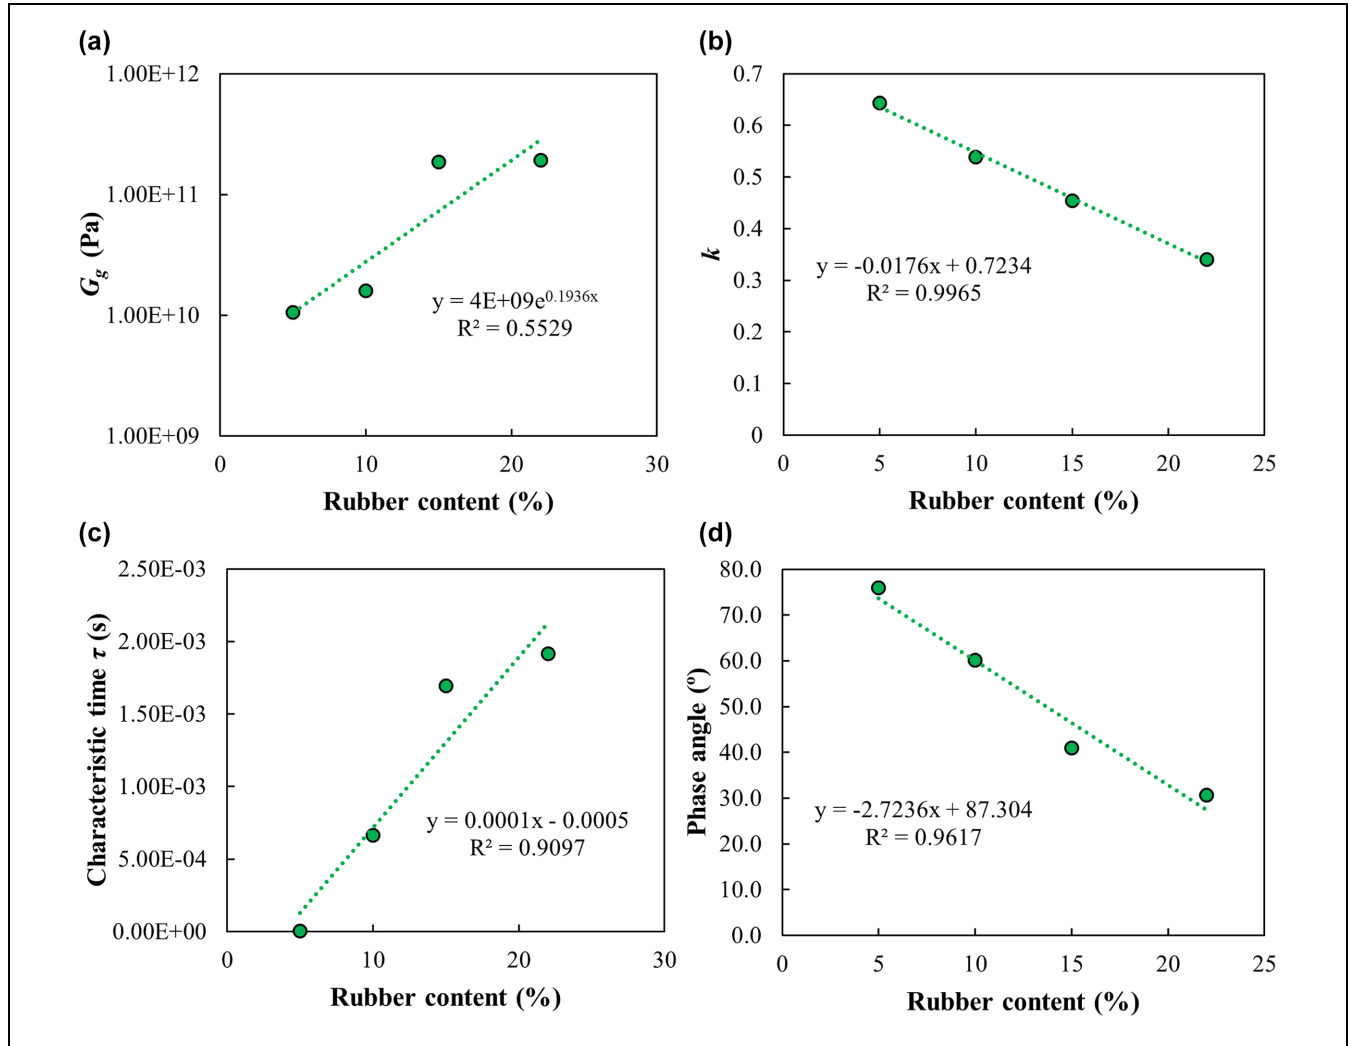 (a)
1.00E+12
1.00E+11
1.00E+10
1.00E+09
G_g (Pa)
y = 4E+09e^0.1936x
R² = 0.5529
0 10 20 30
Rubber content (%)
(b)
0.7
0.6
0.5
0.4
0.3
0.2
0.1
0
k
y = -0.0176x + 0.7234
R² = 0.9965
0 5 10 15 20 25
Rubber content (%)
(c)
2.50E-03
2.00E-03
1.50E-03
1.00E-03
5.00E-04
0.00E+00
Characteristic time τ (s)
y = 0.0001x - 0.0005
R² = 0.9097
0 10 20 30
Rubber content (%)
(d)
80.0
70.0
60.0
50.0
40.0
30.0
20.0
10.0
0.0
Phase angle (º)
y = -2.7236x + 87.304
R² = 0.9617
0 5 10 15 20 25
Rubber content (%)